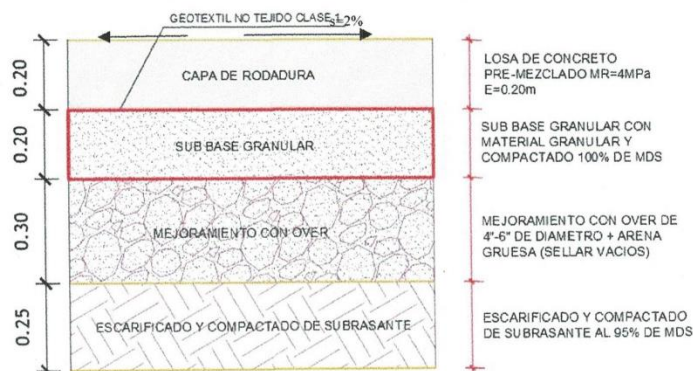 GEOTEXTIL NO TEJIDO CLASE 1
s=2%
0.20
CAPA DE RODADURA
LOSA DE CONCRETO
PRE-MEZCLADO MR=4MPa
E=0.20m
0.20
SUB BASE GRANULAR
SUB BASE GRANULAR CON
MATERIAL GRANULAR Y
COMPACTADO 100% DE MDS
0.30
MEJORAMIENTO CON OVER
MEJORAMIENTO CON OVER DE
4"-6" DE DIAMETRO + ARENA
GRUESA (SELLAR VACIOS)
0.25
ESCARIFICADO Y COMPACTADO DE SUBRASANTE
ESCARIFICADO Y COMPACTADO
DE SUBRASANTE AL 95% DE MDS